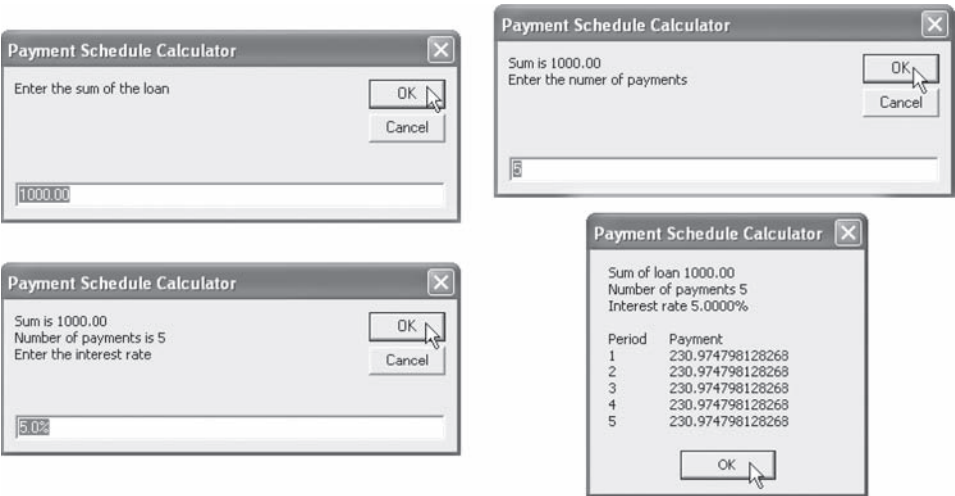 Payment Schedule Calculator
Enter the sum of the loan
OK
Cancel
1000.00
Payment Schedule Calculator
Sum is 1000.00
Enter the numer of payments
OK
Cancel
5
Payment Schedule Calculator
Sum is 1000.00
Number of payments is 5
Enter the interest rate
OK
Cancel
5.0%
Payment Schedule Calculator
Sum of loan 1000.00
Number of payments 5
Interest rate 5.0000%
Period Payment
1 230.974798128268
2 230.974798128268
3 230.974798128268
4 230.974798128268
5 230.974798128268
OK